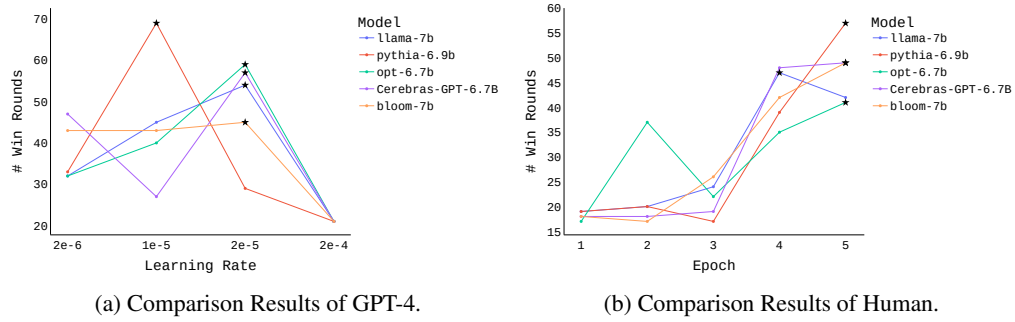 70
60
50
40
30
20
# Win Rounds
2e-6
1e-5
2e-5
2e-4
Learning Rate
Model
llama-7b
pythia-6.9b
opt-6.7b
Cerebras-GPT-6.7B
bloom-7b
(a) Comparison Results of GPT-4.
60
55
50
45
40
35
30
25
20
15
# Win Rounds
1
2
3
4
5
Epoch
Model
llama-7b
pythia-6.9b
opt-6.7b
Cerebras-GPT-6.7B
bloom-7b
(b) Comparison Results of Human.